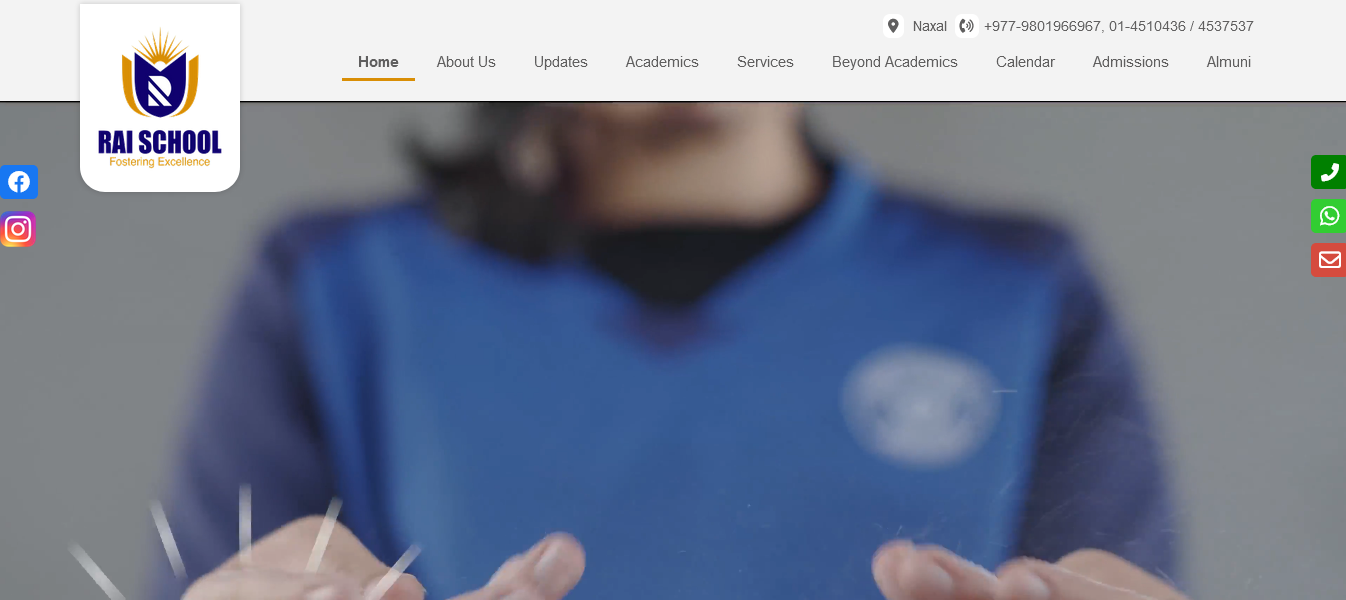 Naxal +977-9801966967, 01-4510436 / 4537537
Home About Us Updates Academics Services Beyond Academics Calendar Admissions Almuni
RAI SCHOOL
Fostering Excellence